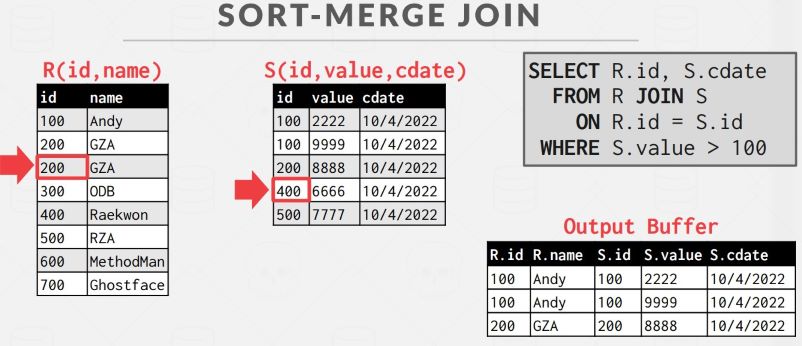 SORT-MERGE JOIN
R(id,name)
id name
100 Andy
200 GZA
200 GZA
300 ODB
400 Raekwon
500 RZA
600 MethodMan
700 Ghostface
S(id,value,cdate)
id value cdate
100 2222 10/4/2022
100 9999 10/4/2022
200 8888 10/4/2022
400 6666 10/4/2022
500 7777 10/4/2022
SELECT R.id, S.cdate
FROM R JOIN S
ON R.id = S.id
WHERE S.value > 100
Output Buffer
R.id R.name S.id S.value S.cdate
100 Andy 100 2222 10/4/2022
100 Andy 100 9999 10/4/2022
200 GZA 200 8888 10/4/2022